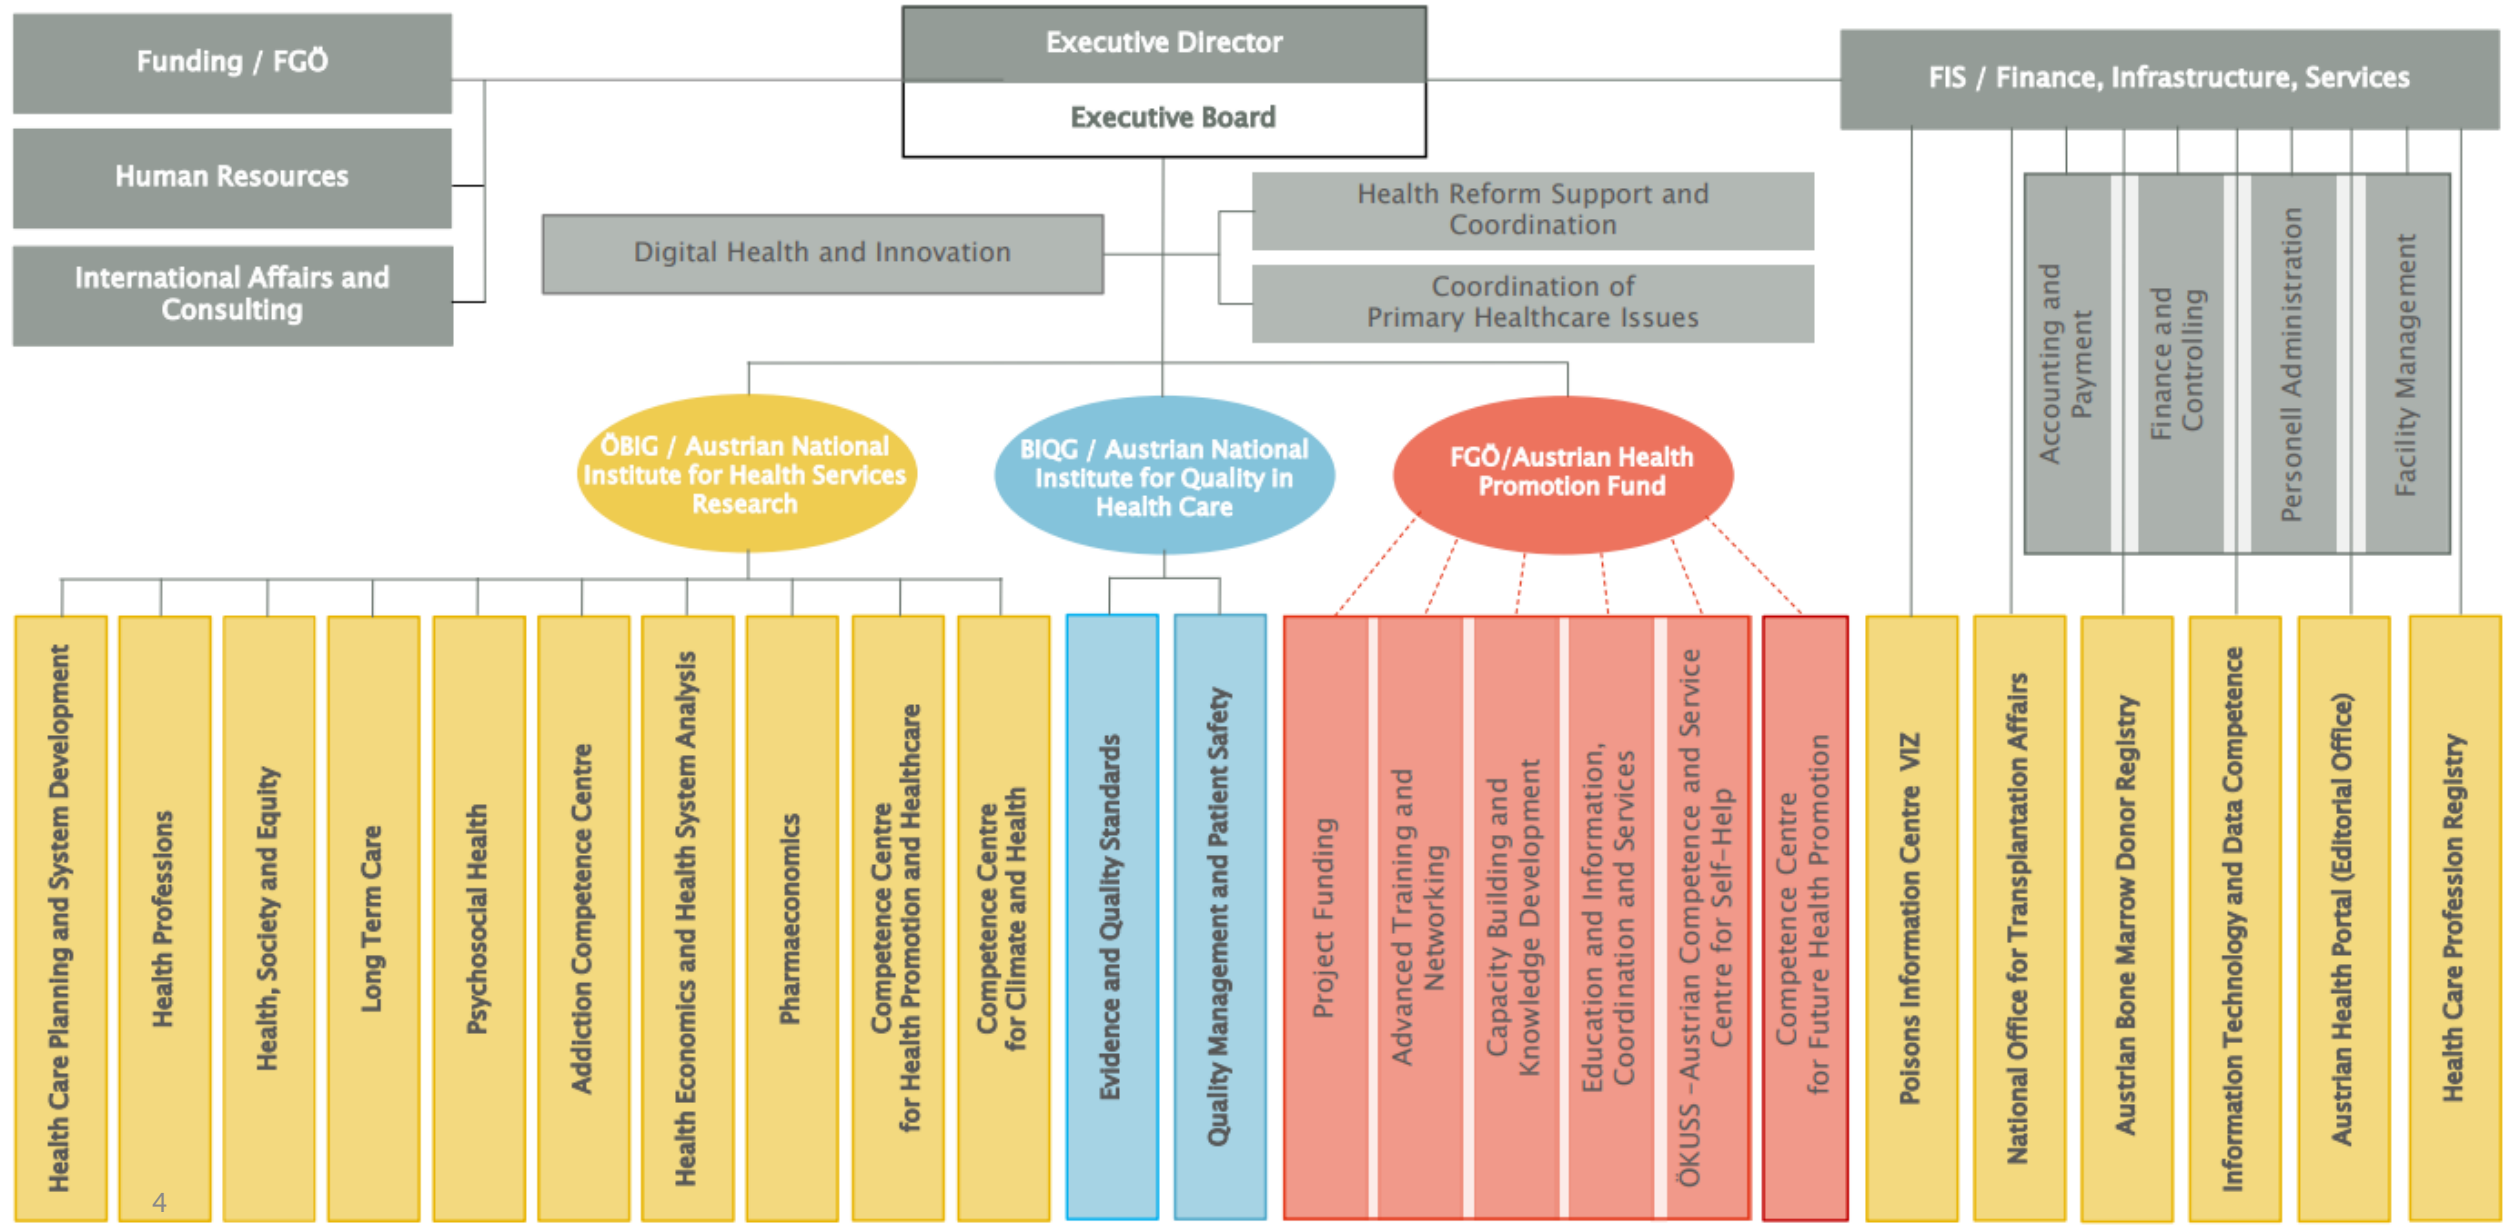 Funding / FGÖ
Human Resources
International Affairs and
Consulting
Executive Director
Executive Board
FIS / Finance, Infrastructure, Services
Digital Health and Innovation
Health Reform Support and
Coordination
Coordination of
Primary Healthcare Issues
Accounting and
Payment
Finance and
Controlling
Personell Administration
Facility Management
ÖBIG / Austrian National
Institute for Health Services
Research
BIQG / Austrian National
Institute for Quality in
Health Care
FGÖ/Austrian Health
Promotion Fund
Health Care Planning and System Development
Health Professions
Health, Society and Equity
Long Term Care
Psychosocial Health
Addiction Competence Centre
Health Economics and Health System Analysis
Pharmaeconomics
Competence Centre
for Health Promotion and Healthcare
Competence Centre
for Climate and Health
Evidence and Quality Standards
Quality Management and Patient Safety
Project Funding
Advanced Training and
Networking
Capacity Building and
Knowledge Development
Education and Information,
Coordination and Services
ÖKUSS –Austrian Competence and Service
Centre for Self-Help
Competence Centre
for Future Health Promotion
Poisons Information Centre VIZ
National Office for Transplantation Affairs
Austrian Bone Marrow Donor Registry
Information Technology and Data Competence
Austrian Health Portal (Editorial Office)
Health Care Profession Registry
4